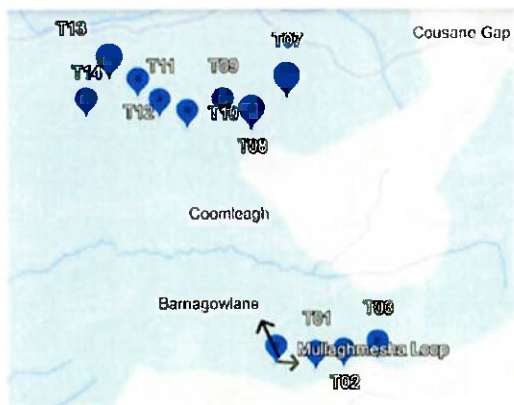 T13
Cousane Gap
T07
T14
T11
T09
T12
T10
T08
Coomleagh
Barnagowlane
T01
T03
Mullaghmesha Loop
T02